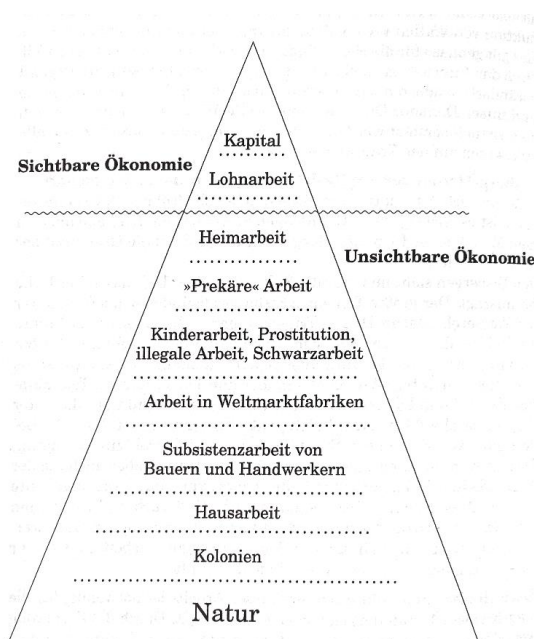 Kapital
Sichtbare Ökonomie
Lohnarbeit
Heimarbeit
Unsichtbare Ökonomie
»Prekäre« Arbeit
Kinderarbeit, Prostitution,
illegale Arbeit, Schwarzarbeit
Arbeit in Weltmarktfabriken
Subsistenzarbeit von
Bauern und Handwerkern
Hausarbeit
Kolonien
Natur